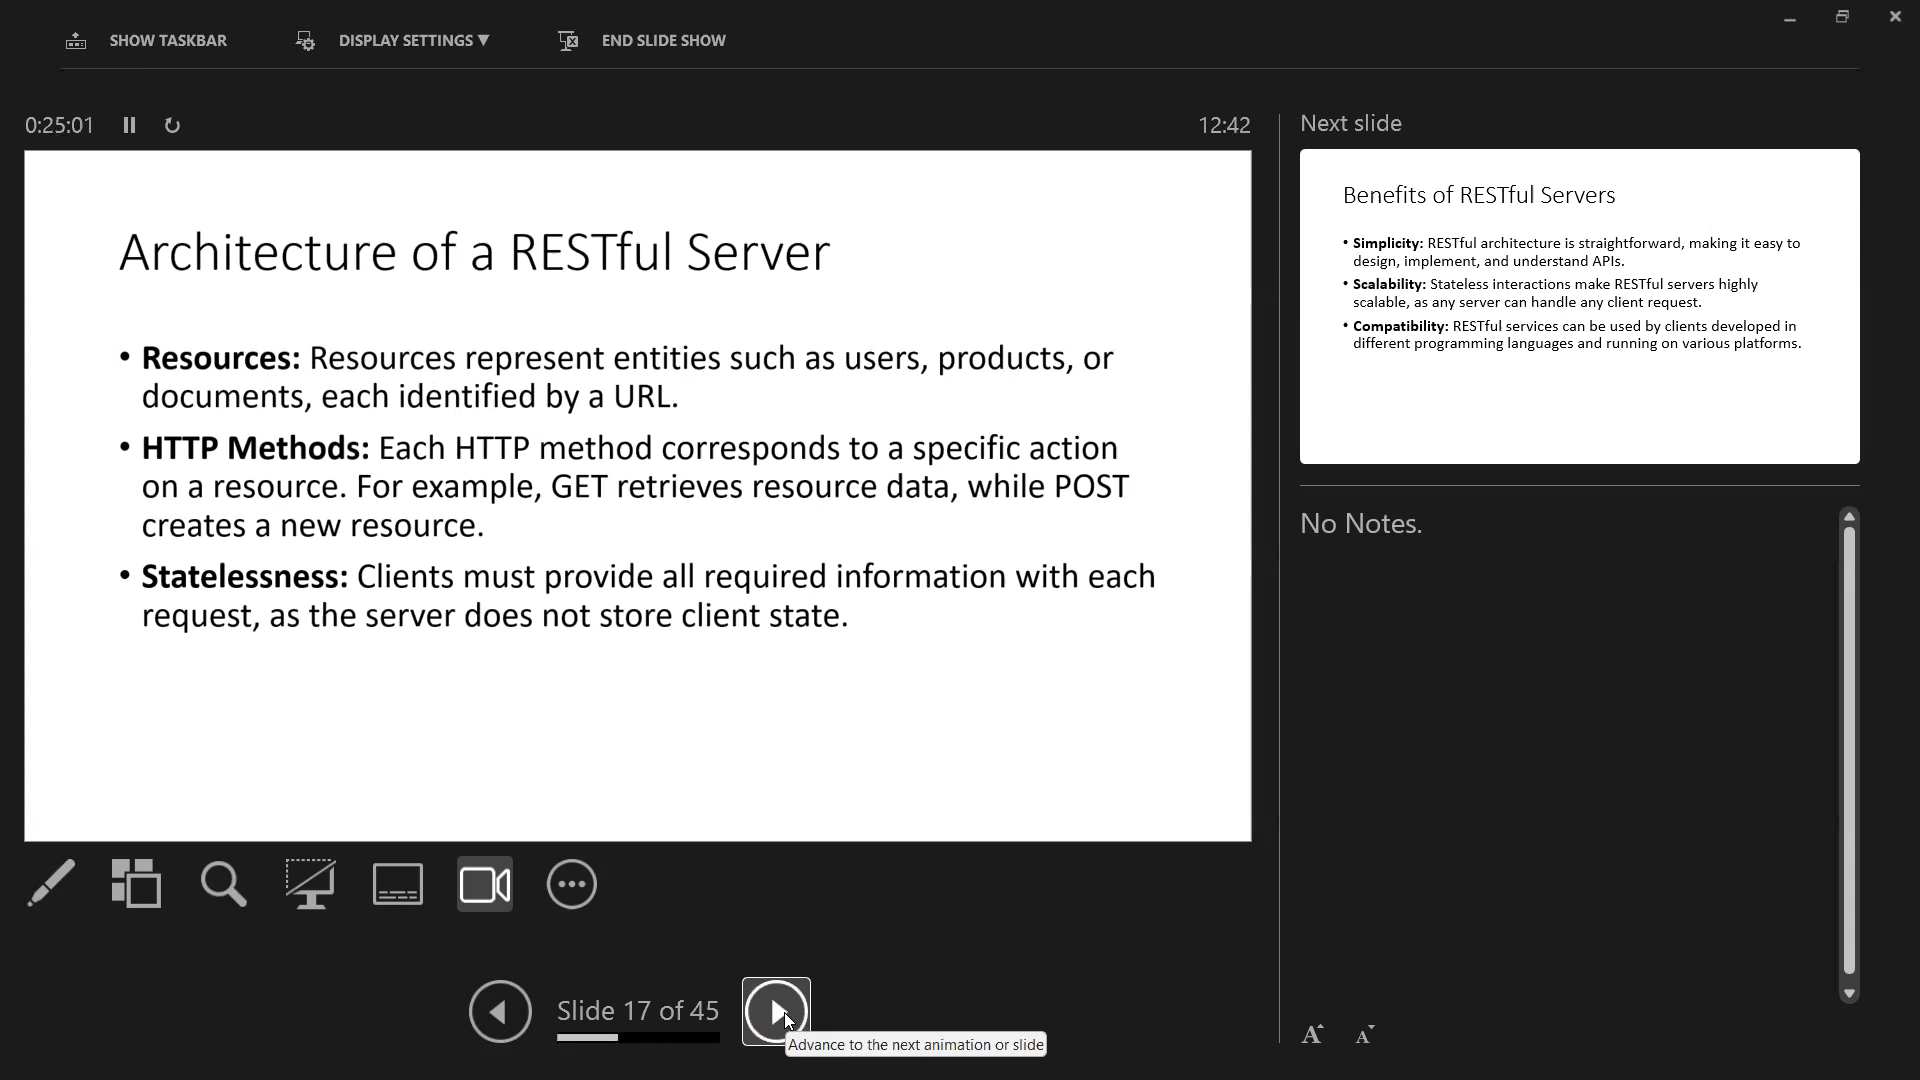 SHOW TASKBAR
DISPLAY SETTINGS ▼
END SLIDE SHOW
0:25:01
12:42
Architecture of a RESTful Server
• Resources: Resources represent entities such as users, products, or
documents, each identified by a URL.
• HTTP Methods: Each HTTP method corresponds to a specific action
on a resource. For example, GET retrieves resource data, while POST
creates a new resource.
• Statelessness: Clients must provide all required information with each
request, as the server does not store client state.
Next slide
Benefits of RESTful Servers
• Simplicity: RESTful architecture is straightforward, making it easy to
design, implement, and understand APIs.
• Scalability: Stateless interactions make RESTful servers highly
scalable, as any server can handle any client request.
• Compatibility: RESTful services can be used by clients developed in
different programming languages and running on various platforms.
No Notes.
Slide 17 of 45
Advance to the next animation or slide
A A